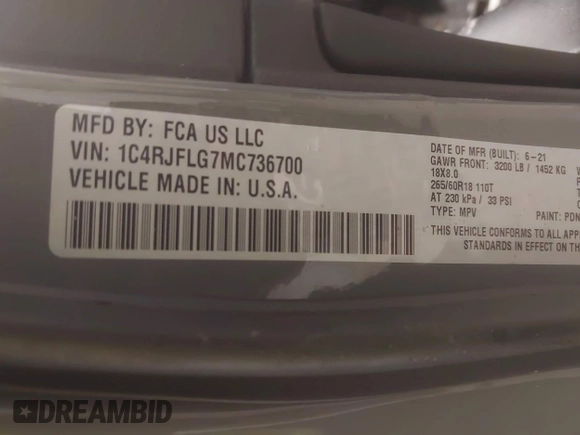 MFD BY: FCA US LLC
VIN: 1C4RJFLG7MC736700
VEHICLE MADE IN: U.S.A.
DATE OF MFR (BUILT): 6-21
GAWR FRONT: 3200 LB / 1452 KG
18X8.0
265/60R18 110T
AT 230 kPa / 33 PSI
TYPE: MPV
PAINT: PDN
THIS VEHICLE CONFORMS TO ALL APP
STANDARDS IN EFFECT ON THE
DREAMBID